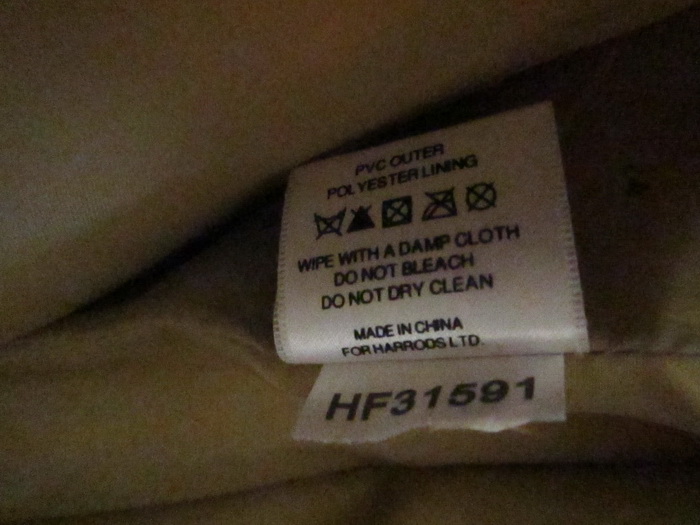 PVC OUTER
POLYESTER LINING
WIPE WITH A DAMP CLOTH
DO NOT BLEACH
DO NOT DRY CLEAN
MADE IN CHINA
FOR HARRODS LTD.
HF31591